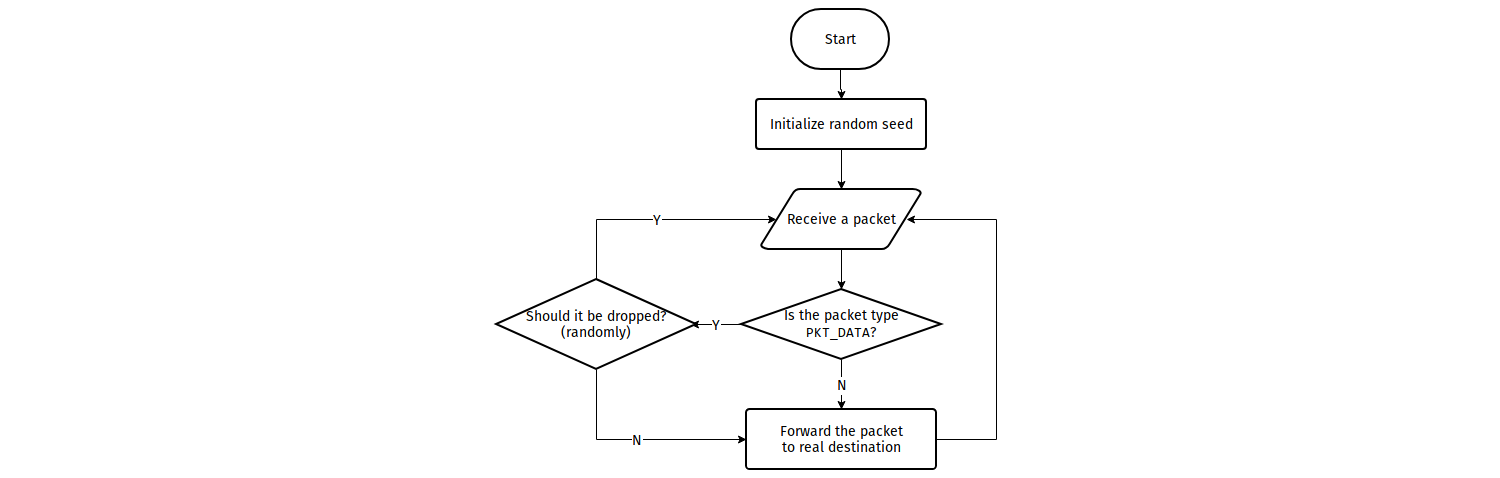 Start
Initialize random seed
Y
Receive a packet
Should it be dropped?
(randomly)
Y
Is the packet type
PKT_DATA?
N
N
Forward the packet
to real destination